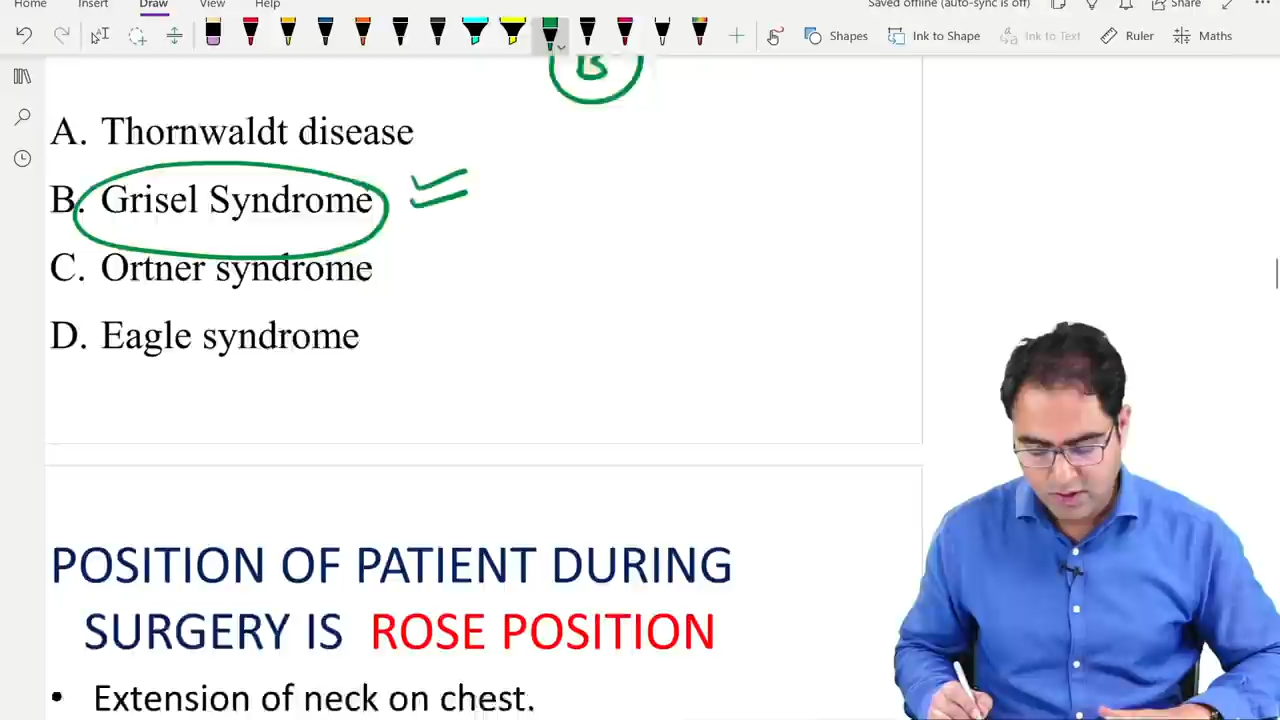 Home Insert Draw View Help Saved offline (auto-sync is off) Share
Shapes Ink to Shape Ink to Text Ruler Maths
B
A. Thornwaldt disease
B. Grisel Syndrome
C. Ortner syndrome
D. Eagle syndrome
POSITION OF PATIENT DURING
SURGERY IS ROSE POSITION
• Extension of neck on chest.